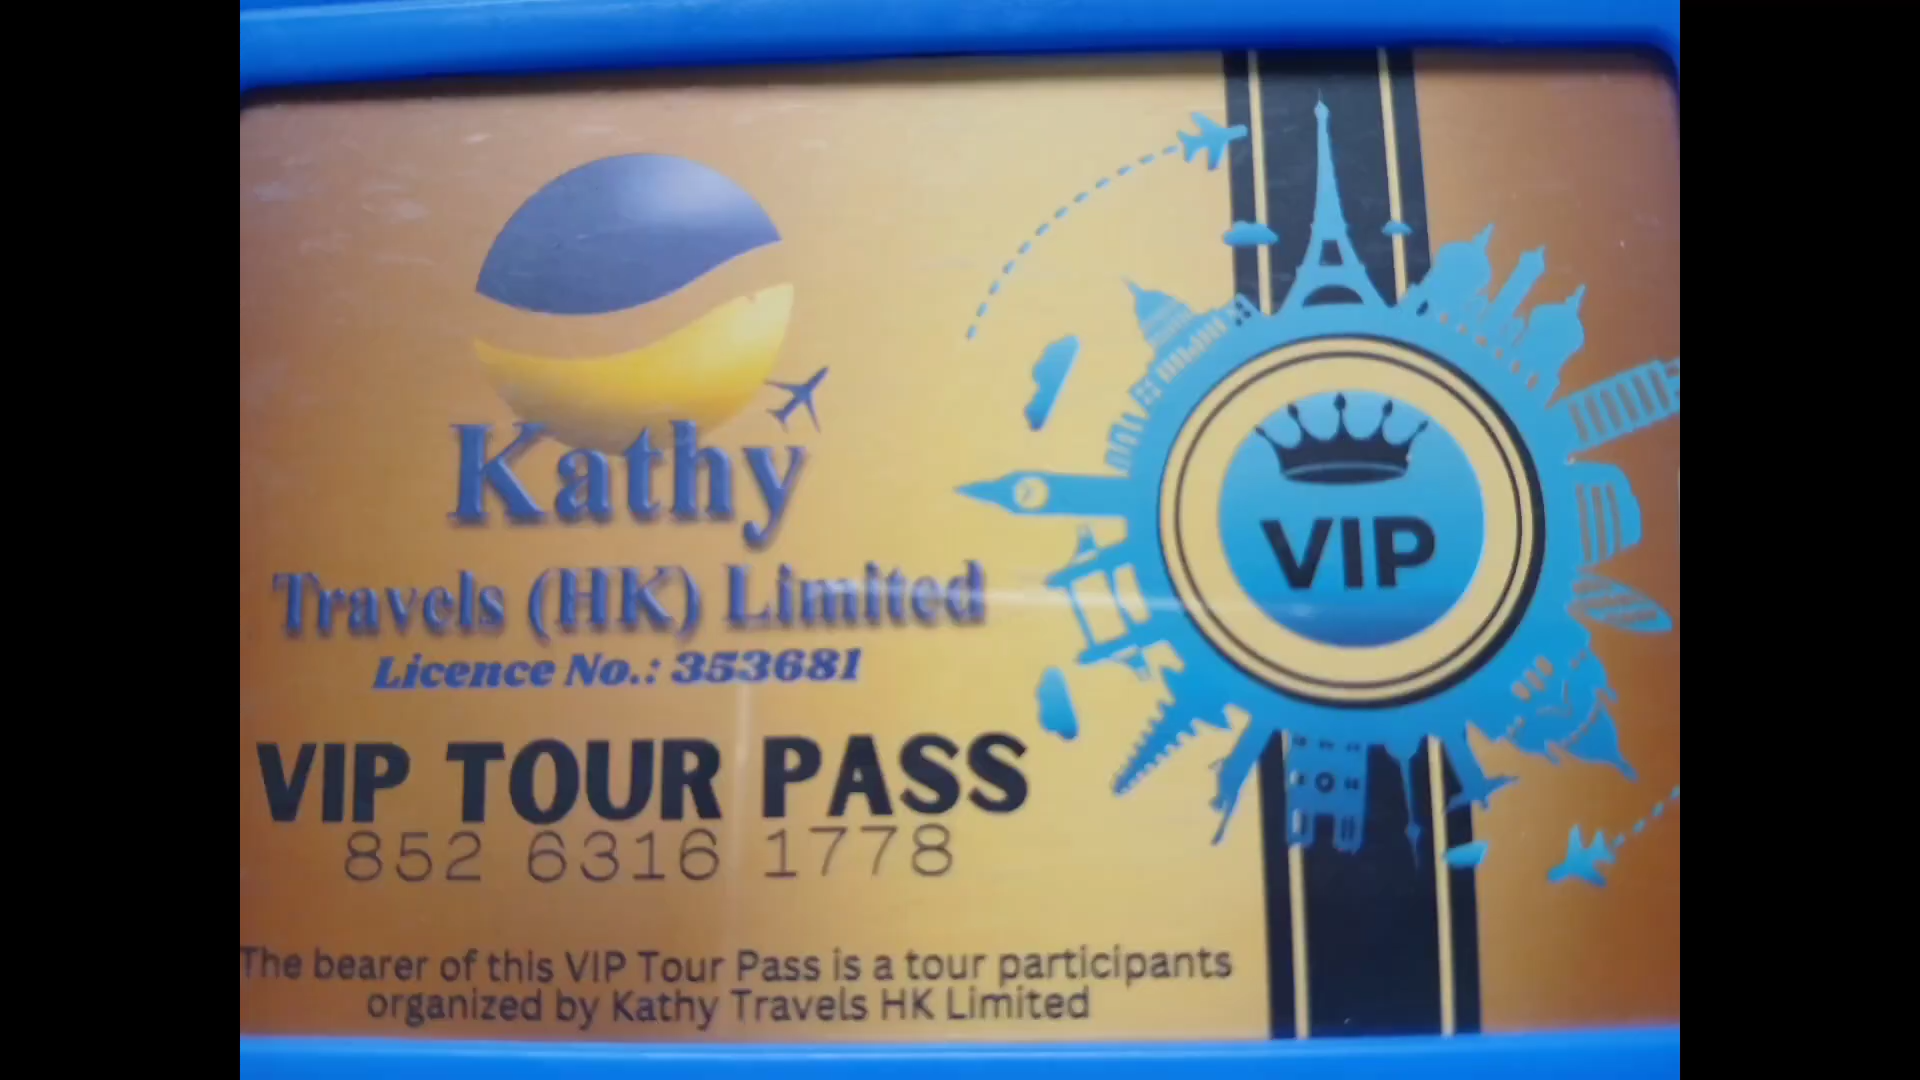 Kathy
Travels (HK) Limited
Licence No.: 353681
VIP TOUR PASS
852 6316 1778
The bearer of this VIP Tour Pass is a tour participants
organized by Kathy Travels HK Limited
VIP